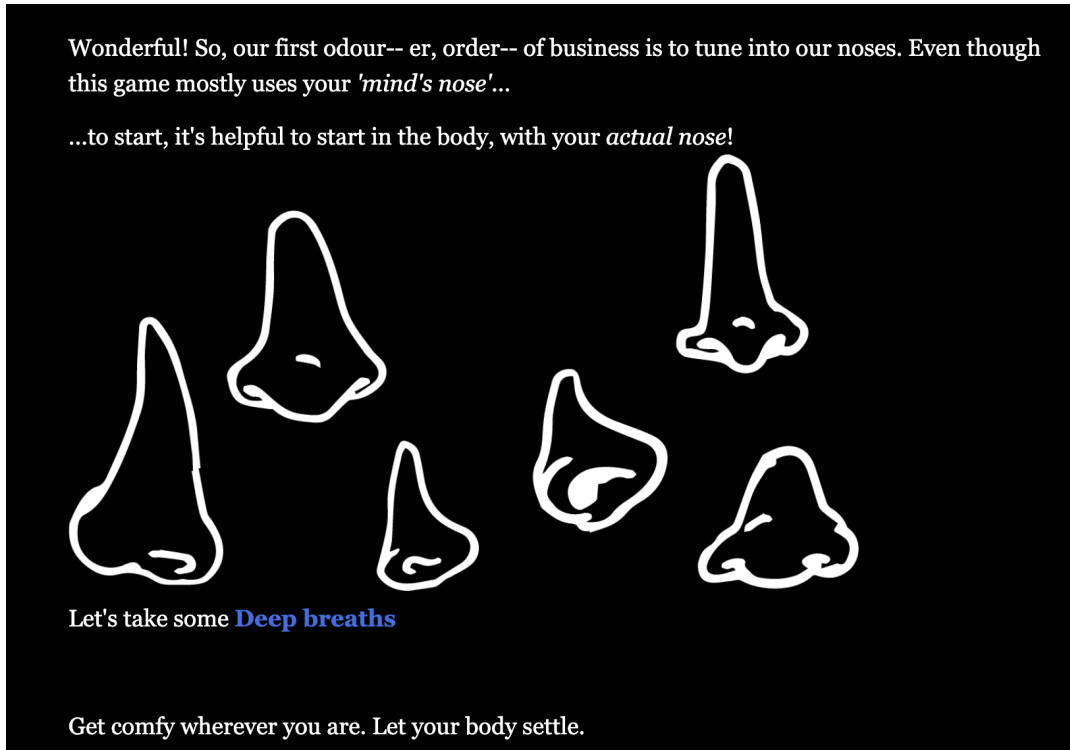 Wonderful! So, our first odour-- er, order-- of business is to tune into our noses. Even though
this game mostly uses your 'mind's nose'...
...to start, it's helpful to start in the body, with your actual nose!
Let's take some Deep breaths
Get comfy wherever you are. Let your body settle.